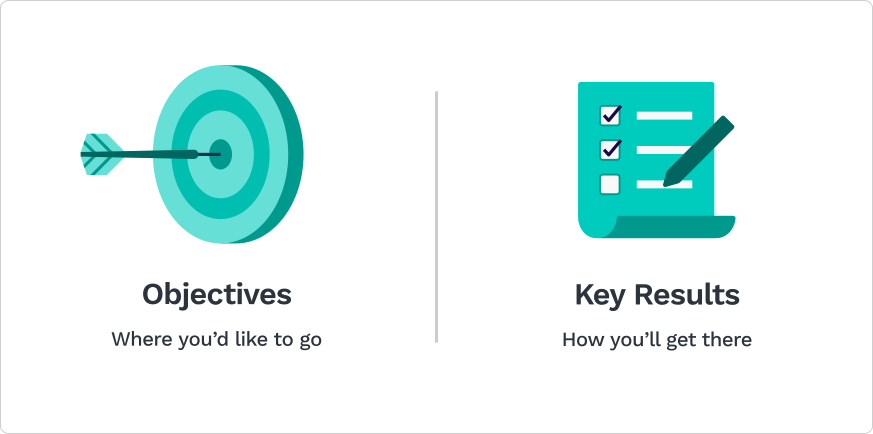 Objectives
Where you’d like to go
Key Results
How you’ll get there